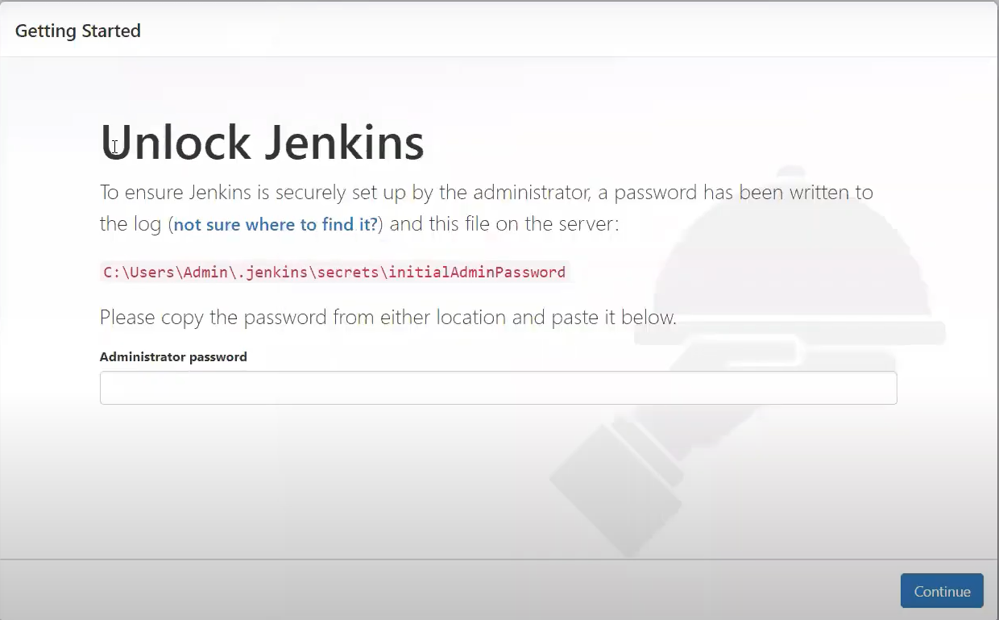 Getting Started
Unlock Jenkins
To ensure Jenkins is securely set up by the administrator, a password has been written to
the log (not sure where to find it?) and this file on the server:
C:\Users\Admin\.jenkins\secrets\initialAdminPassword
Please copy the password from either location and paste it below.
Administrator password
Continue